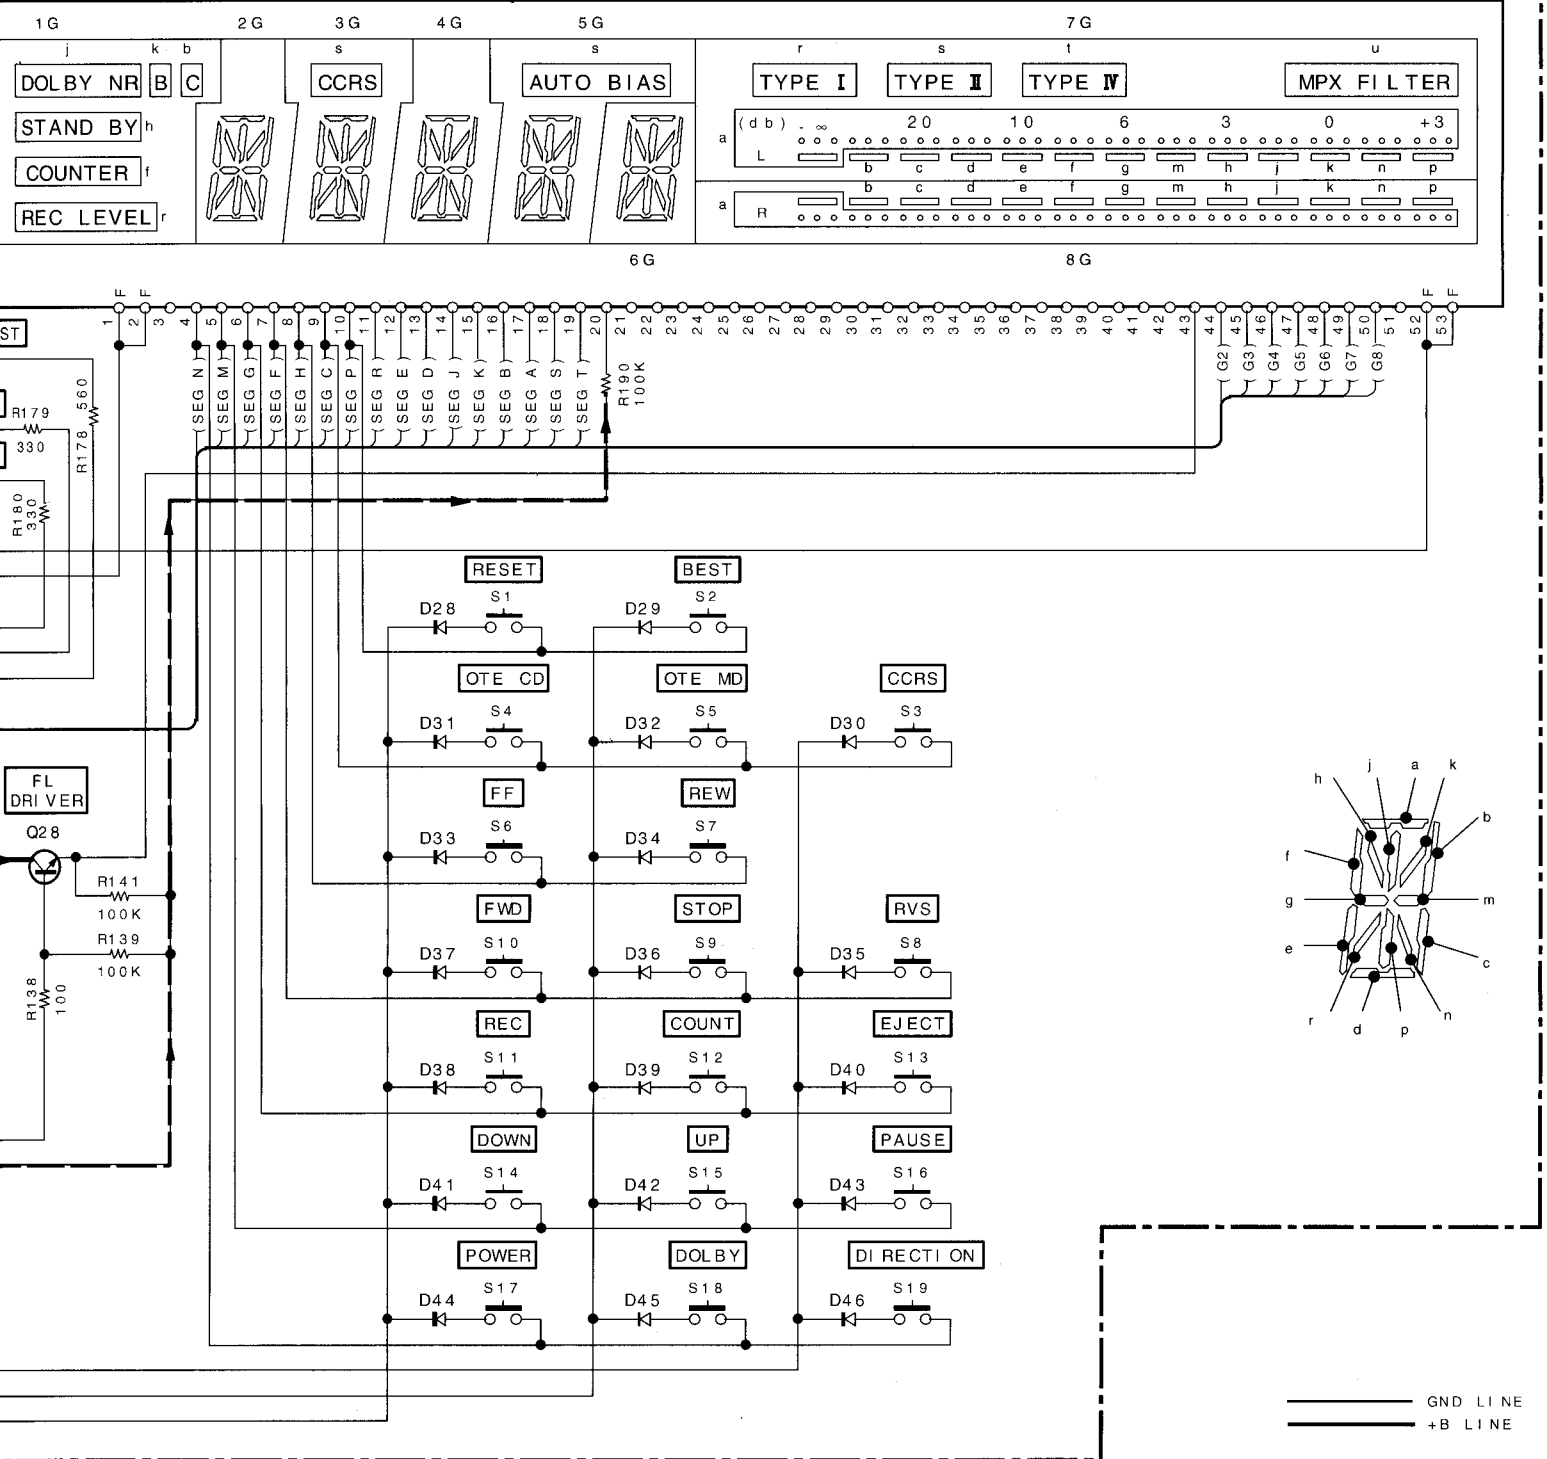 1G 2G 3G 4G 5G 7G
j k b s s r s t u
DOLBY NR B C CCRS AUTO BIAS TYPE I TYPE II TYPE IV MPX FILTER
STAND BY h
(db) -∞ 20 10 6 3 0 +3
a L
b c d e f g m h j k n p
COUNTER f
b c d e f g m h j k n p
a R
REC LEVEL r
6G 8G
F F F F
1 2 3 4 5 6 7 8 9 10 11 12 13 14 15 16 17 18 19 20 21 22 23 24 25 26 27 28 29 30 31 32 33 34 35 36 37 38 39 40 41 42 43 44 45 46 47 48 49 50 51 52 53
ST
(SEG N) (SEG M) (SEG G) (SEG F) (SEG H) (SEG C) (SEG P) (SEG R) (SEG E) (SEG D) (SEG J) (SEG K) (SEG B) (SEG A) (SEG S) (SEG T)
R190 100K
(G2) (G3) (G4) (G5) (G6) (G7) (G8)
R179
330
R178 560
R180 330
RESET BEST
S1 S2
D28 D29
OTE CD OTE MD CCRS
S4 S5 S3
D31 D32 D30
FF REW
S6 S7
D33 D34
FL
DRIVER
Q28
R141
100K
R139
100K
R138 100
FWD STOP RVS
S10 S9 S8
D37 D36 D35
REC COUNT EJECT
S11 S12 S13
D38 D39 D40
DOWN UP PAUSE
S14 S15 S16
D41 D42 D43
POWER DOLBY DIRECTION
S17 S18 S19
D44 D45 D46
h j a k
b
f
g m
e c
r d p n
GND LINE
+B LINE